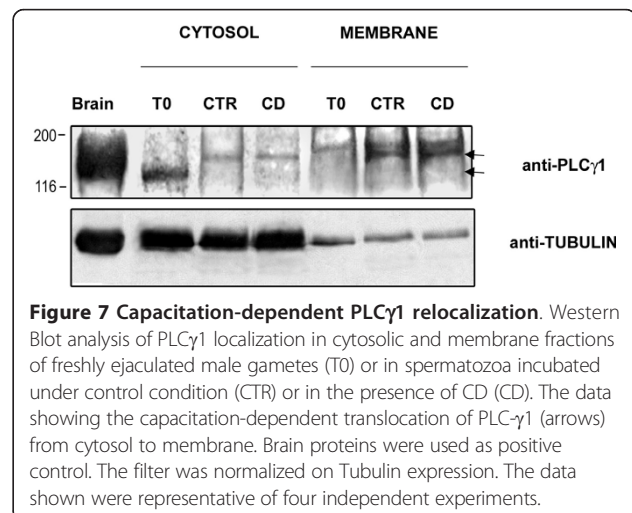 CYTOSOL MEMBRANE
Brain T0 CTR CD T0 CTR CD
200
116
anti-PLCγ1
anti-TUBULIN
Figure 7 Capacitation-dependent PLCγ1 relocalization. Western
Blot analysis of PLCγ1 localization in cytosolic and membrane fractions
of freshly ejaculated male gametes (T0) or in spermatozoa incubated
under control condition (CTR) or in the presence of CD (CD). The data
showing the capacitation-dependent translocation of PLC-γ1 (arrows)
from cytosol to membrane. Brain proteins were used as positive
control. The filter was normalized on Tubulin expression. The data
shown were representative of four independent experiments.